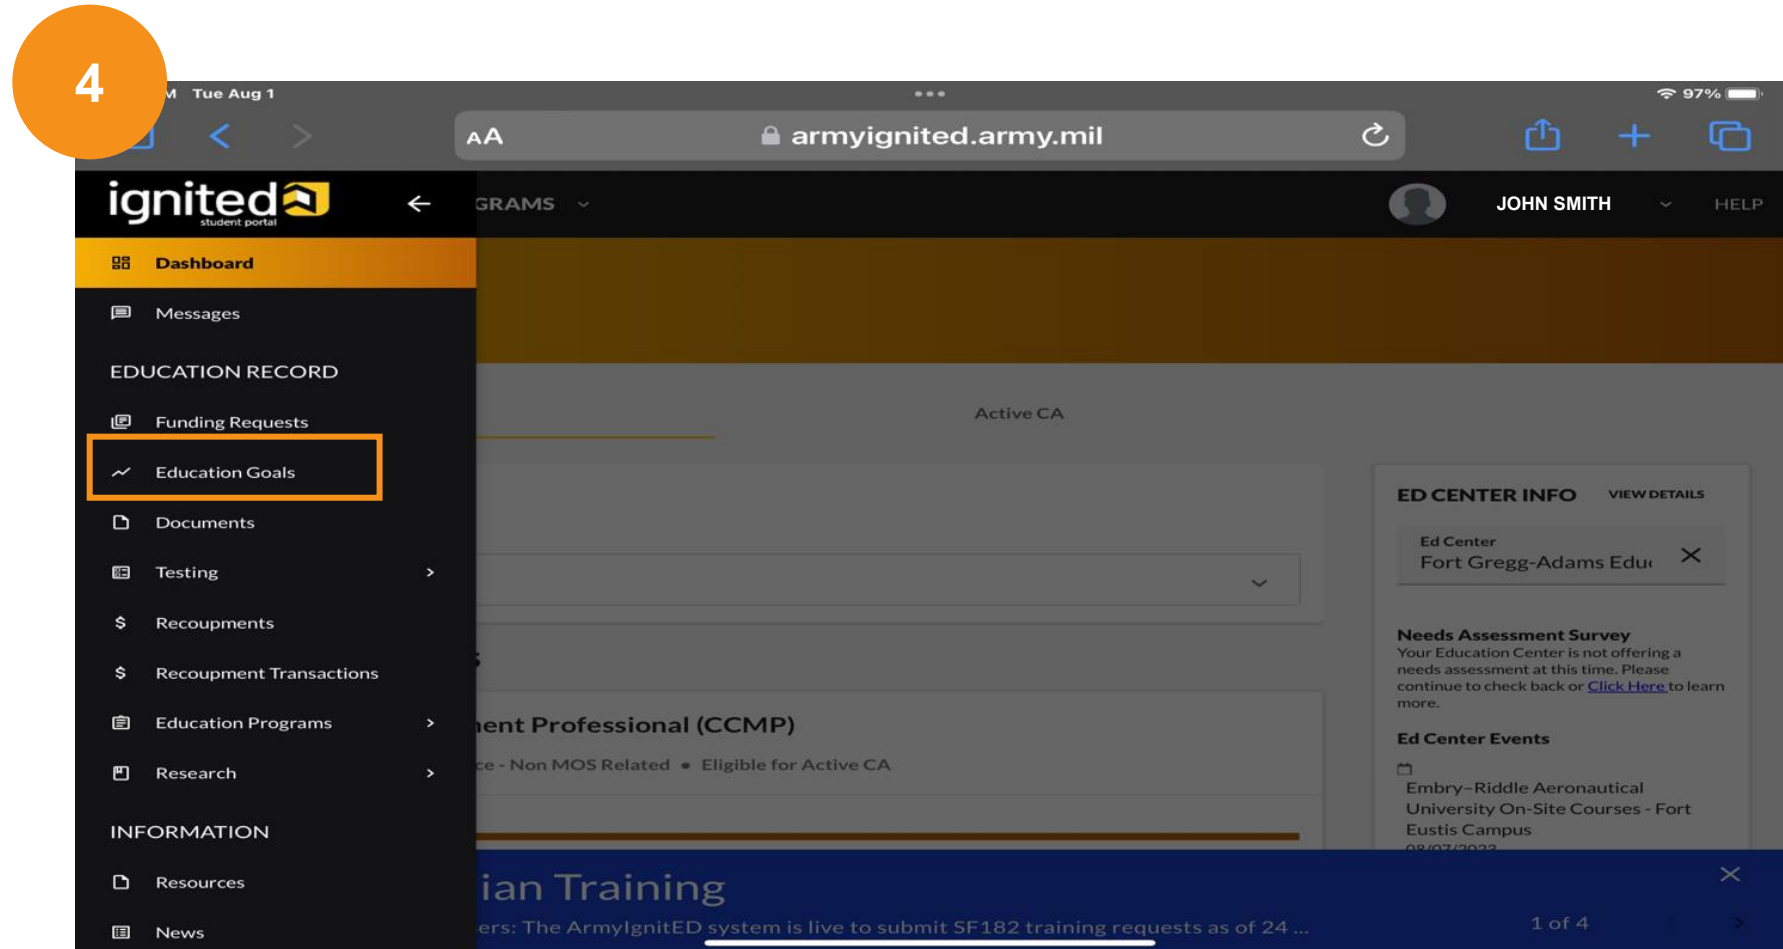 4
M Tue Aug 1
97%
AA
armyignited.army.mil
ignited
student portal
GRAMS
JOHN SMITH
HELP
Dashboard
Messages
EDUCATION RECORD
Funding Requests
Education Goals
Documents
Testing
$ Recoupments
$ Recoupment Transactions
Education Programs
Research
INFORMATION
Resources
News
Active CA
s
nent Professional (CCMP)
ce - Non MOS Related • Eligible for Active CA
ED CENTER INFO VIEW DETAILS
Ed Center
Fort Gregg-Adams Educ
Needs Assessment Survey
Your Education Center is not offering a
needs assessment at this time. Please
continue to check back or Click Here to learn
more.
Ed Center Events
Embry-Riddle Aeronautical
University On-Site Courses - Fort
Eustis Campus
08/07/2023
ian Training
ers: The ArmyIgnitED system is live to submit SF182 training requests as of 24 ...
1 of 4